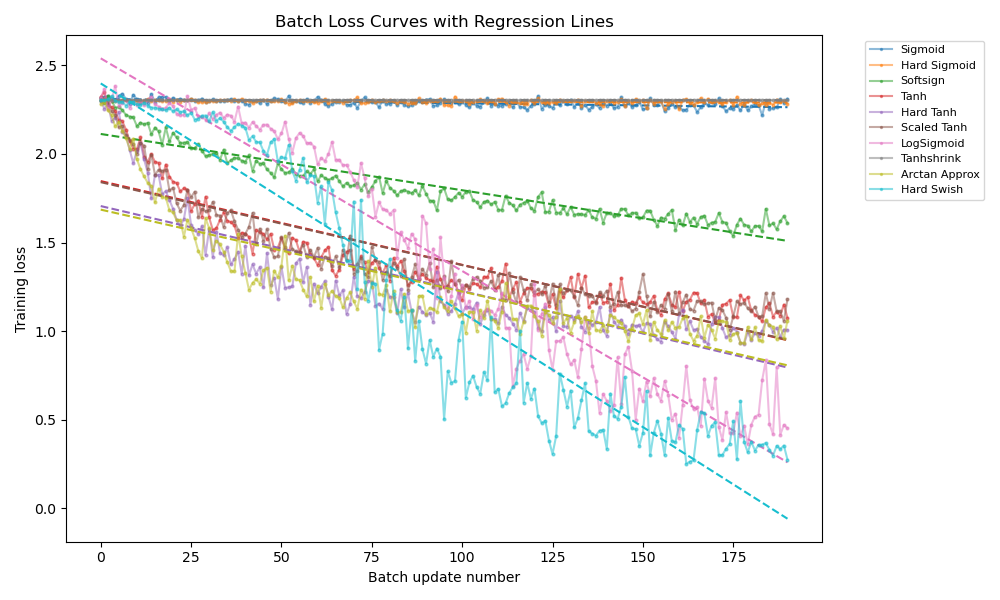 Batch Loss Curves with Regression Lines
Training loss
2.5
2.0
1.5
1.0
0.5
0.0
0
25
50
75
100
125
150
175
Batch update number
Sigmoid
Hard Sigmoid
Softsign
Tanh
Hard Tanh
Scaled Tanh
LogSigmoid
Tanhshrink
Arctan Approx
Hard Swish